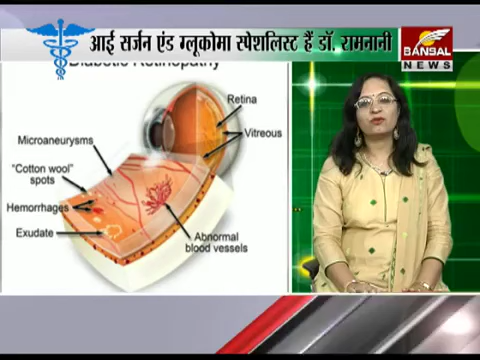 आई सर्जन एंड ग्लूकोमा स्पेशलिस्ट हैं डॉ. रामनानी
BANSAL
NEWS
Diabetic Retinopathy
Retina
Vitreous
Microaneurysms
"Cotton wool"
spots
Hemorrhages
Exudate
Abnormal
blood vessels